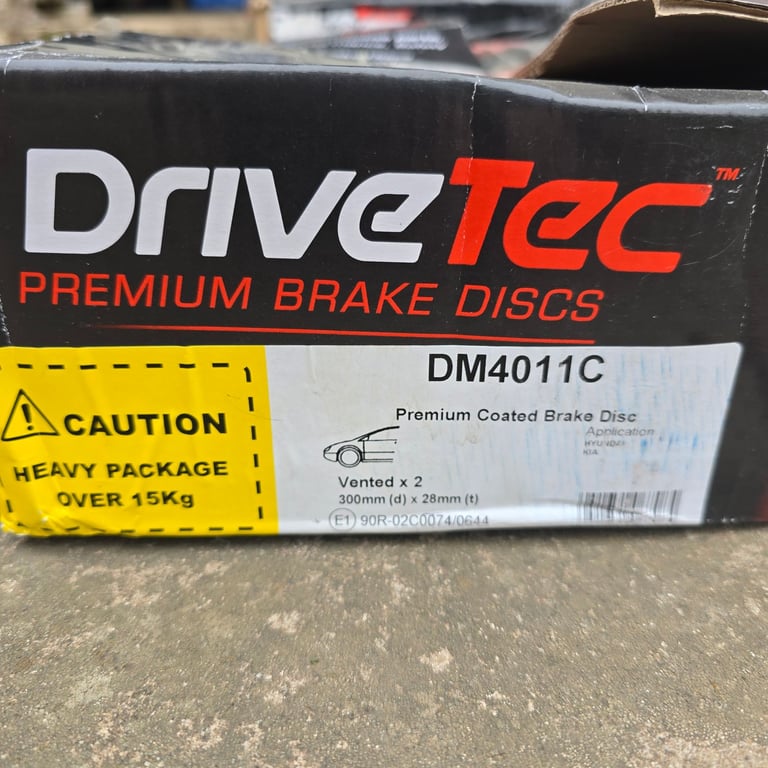 DriveTec™
PREMIUM BRAKE DISCS
DM4011C
CAUTION
HEAVY PACKAGE
OVER 15Kg
Premium Coated Brake Disc
Application
HYUNDAI
KIA
Vented x 2
300mm (d) x 28mm (t)
E1 90R-02C0074/0644